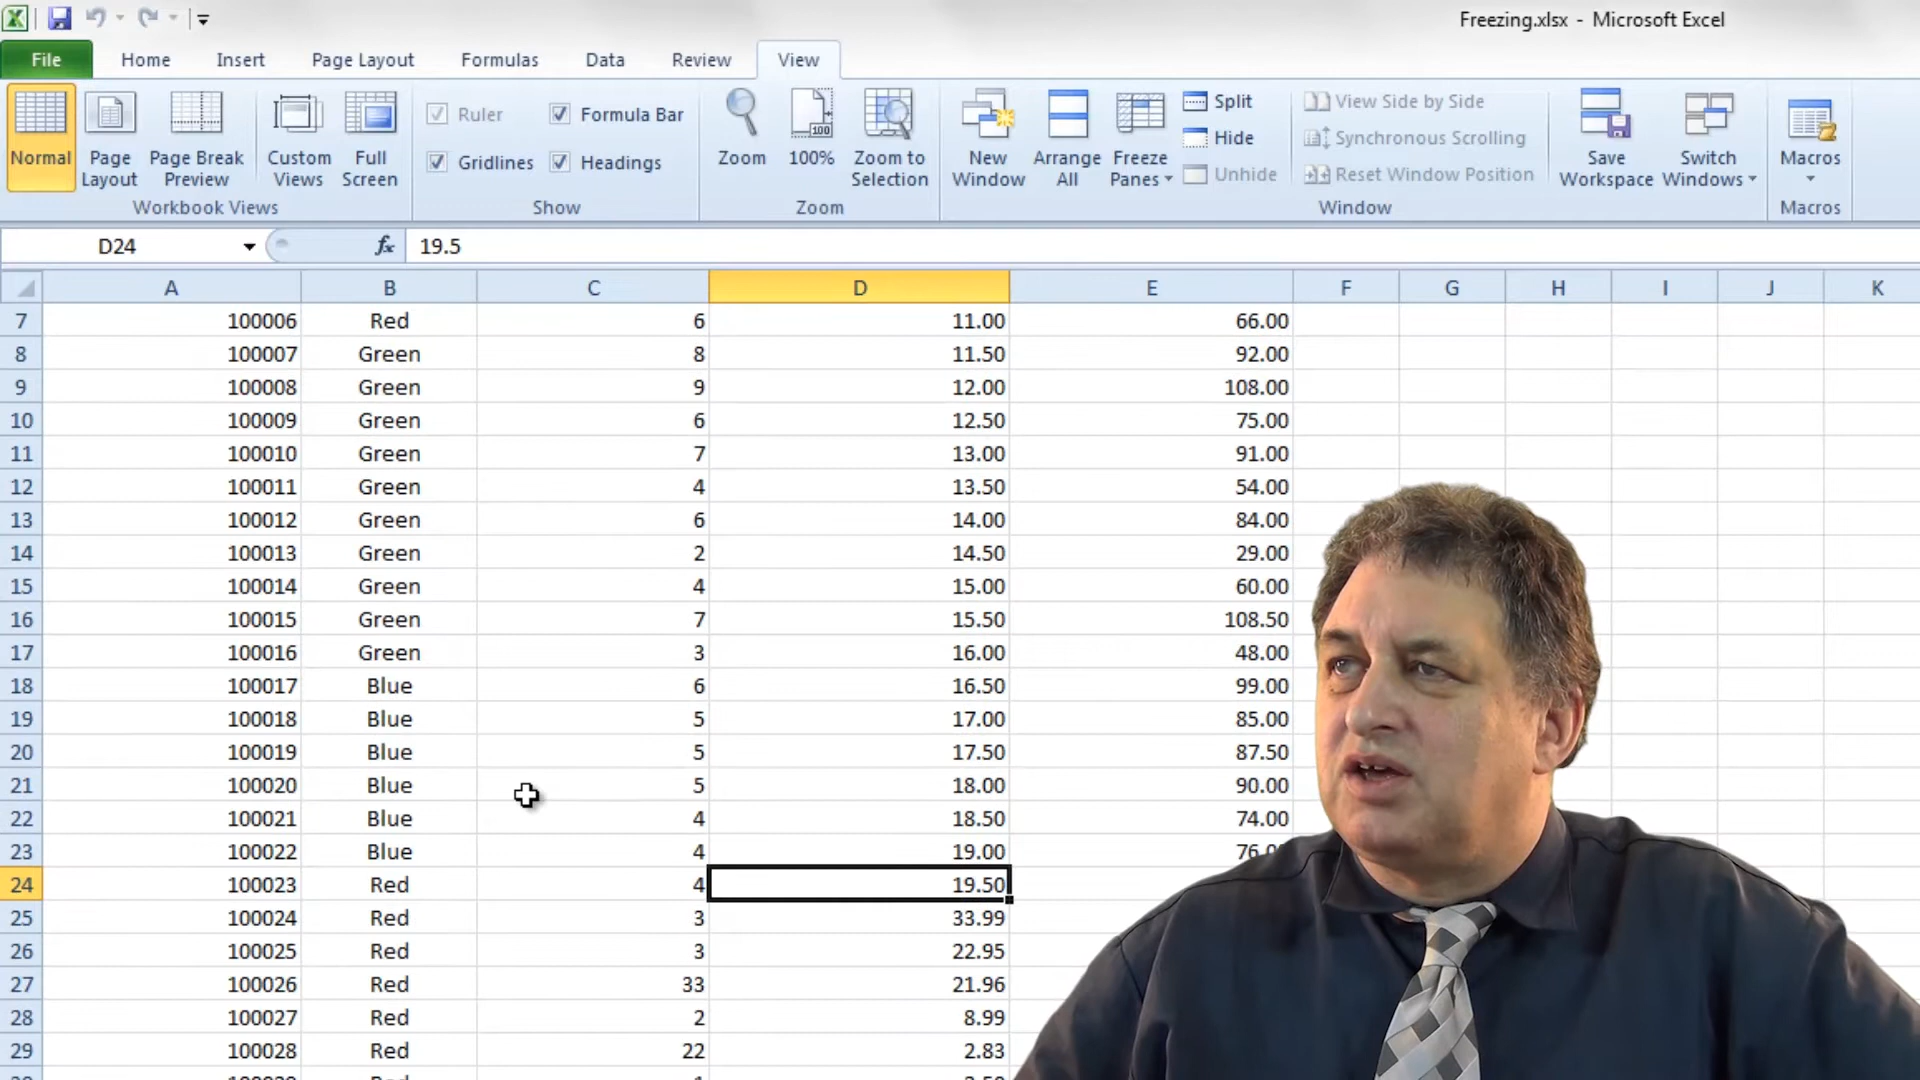 Freezing.xlsx - Microsoft Excel
File Home Insert Page Layout Formulas Data Review View
Normal
Page Layout
Page Break Preview
Custom Views
Full Screen
Workbook Views
Ruler
Formula Bar
Gridlines
Headings
Show
Zoom
100
100%
Zoom to Selection
Zoom
New Window
Arrange All
Freeze Panes
Split
Hide
Unhide
View Side by Side
Synchronous Scrolling
Reset Window Position
Window
Save Workspace
Switch Windows
Macros
Macros
D24 fx 19.5
A B C D E F G H I J K
7 100006 Red 6 11.00 66.00
8 100007 Green 8 11.50 92.00
9 100008 Green 9 12.00 108.00
10 100009 Green 6 12.50 75.00
11 100010 Green 7 13.00 91.00
12 100011 Green 4 13.50 54.00
13 100012 Green 6 14.00 84.00
14 100013 Green 2 14.50 29.00
15 100014 Green 4 15.00 60.00
16 100015 Green 7 15.50 108.50
17 100016 Green 3 16.00 48.00
18 100017 Blue 6 16.50 99.00
19 100018 Blue 5 17.00 85.00
20 100019 Blue 5 17.50 87.50
21 100020 Blue 5 18.00 90.00
22 100021 Blue 4 18.50 74.00
23 100022 Blue 4 19.00
24 100023 Red 4 19.50
25 100024 Red 3 33.99
26 100025 Red 3 22.95
27 100026 Red 33 21.96
28 100027 Red 2 8.99
29 100028 Red 22 2.83